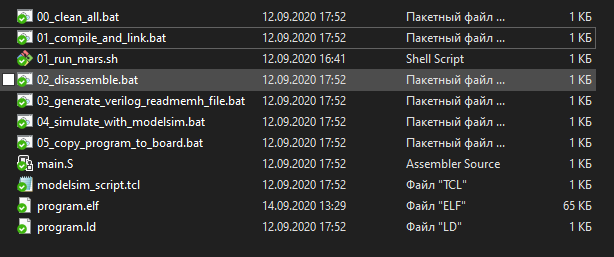 00_clean_all.bat 12.09.2020 17:52 Пакетный файл ... 1 КБ
01_compile_and_link.bat 12.09.2020 17:52 Пакетный файл ... 1 КБ
01_run_mars.sh 12.09.2020 16:41 Shell Script 1 КБ
02_disassemble.bat 12.09.2020 17:52 Пакетный файл ... 1 КБ
03_generate_verilog_readmemh_file.bat 12.09.2020 17:52 Пакетный файл ... 1 КБ
04_simulate_with_modelsim.bat 12.09.2020 17:52 Пакетный файл ... 1 КБ
05_copy_program_to_board.bat 12.09.2020 17:52 Пакетный файл ... 1 КБ
main.S 12.09.2020 17:52 Assembler Source 1 КБ
modelsim_script.tcl 12.09.2020 17:52 Файл "TCL" 1 КБ
program.elf 14.09.2020 13:29 Файл "ELF" 65 КБ
program.ld 12.09.2020 17:52 Файл "LD" 1 КБ